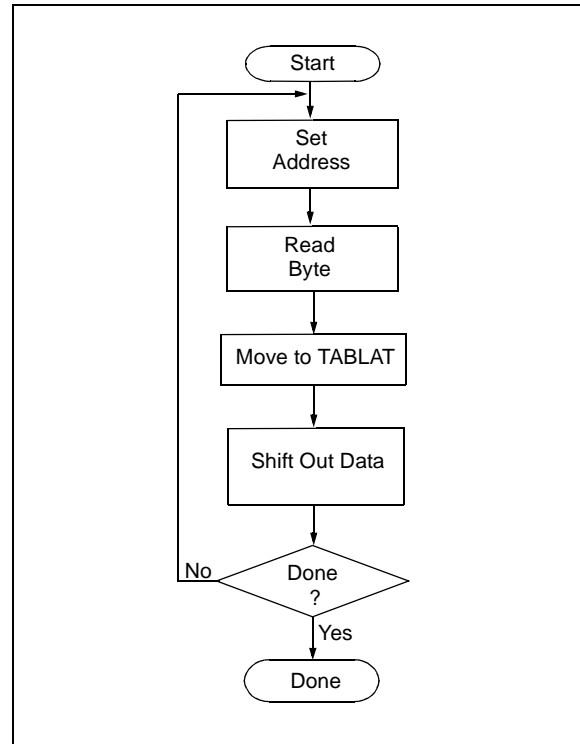 Start
Set
Address
Read
Byte
Move to TABLAT
Shift Out Data
Done
?
No
Yes
Done